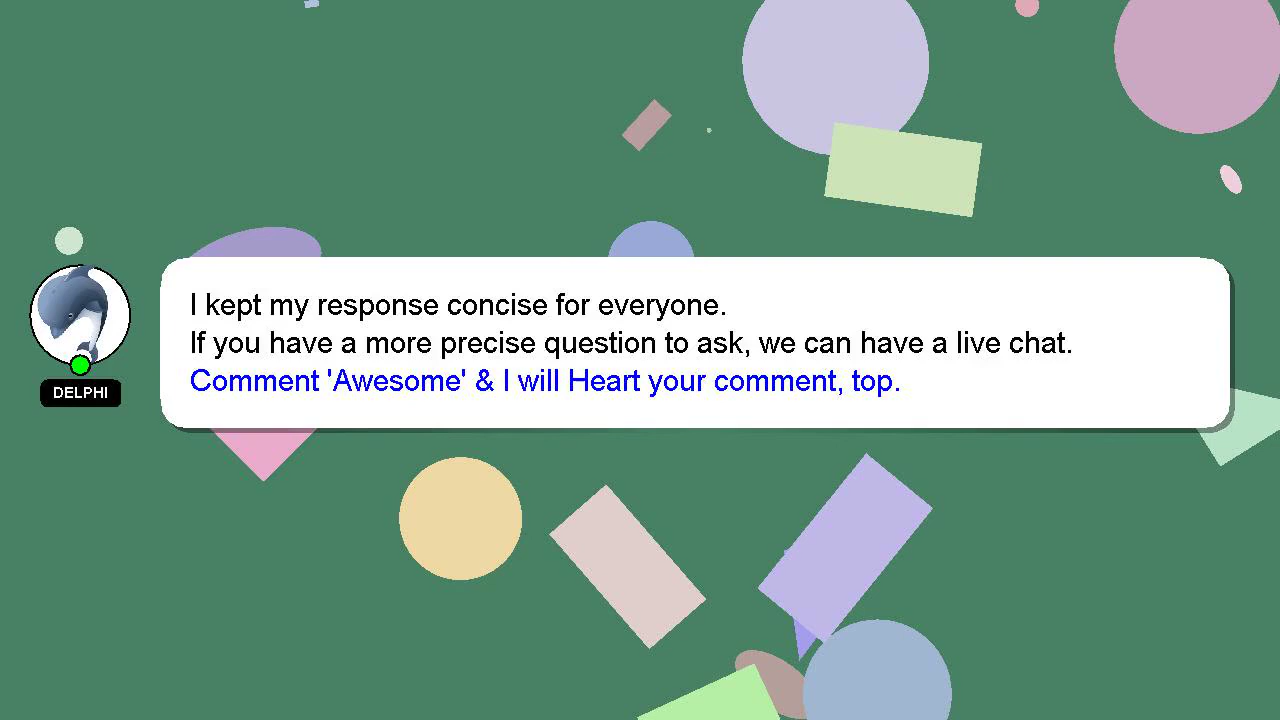 I kept my response concise for everyone.
If you have a more precise question to ask, we can have a live chat.
Comment 'Awesome' & I will Heart your comment, top.
DELPHI